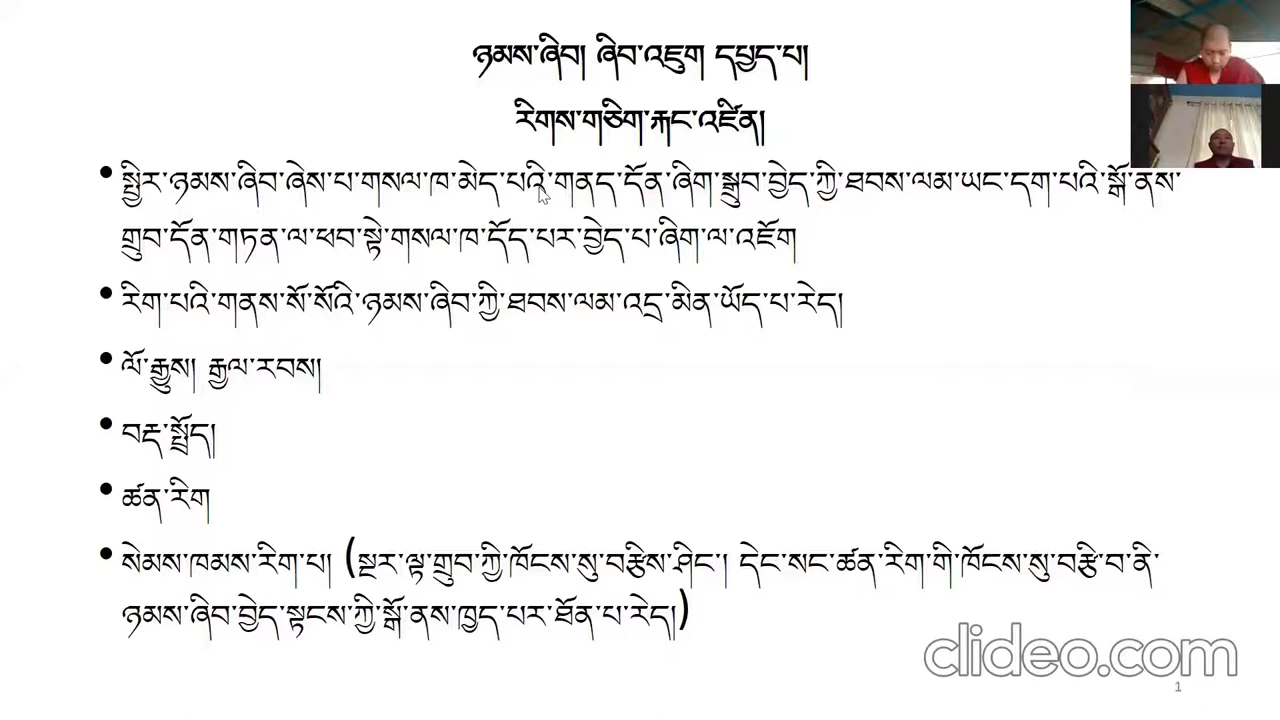 ཉམས་ཞིབ། ཞིབ་འཇུག དཔྱད་པ།
རིགས་གཅིག་རྐང་འཛིན།
• སྤྱིར་ཉམས་ཞིབ་ཞེས་པ་གསལ་ཁ་མེད་པའི་གནད་དོན་ཞིག་སྒྲུབ་བྱེད་ཀྱི་ཐབས་ལམ་ཡང་དག་པའི་སྒོ་ནས་
གྲུབ་དོན་གཏན་ལ་ཕབ་སྟེ་གསལ་ཁ་དོད་པར་བྱེད་པ་ཞིག་ལ་འཇོག
• རིག་པའི་གནས་སོ་སོའི་ཉམས་ཞིབ་ཀྱི་ཐབས་ལམ་འདྲ་མིན་ཡོད་པ་རེད།
• ལོ་རྒྱུས། རྒྱལ་རབས།
• བརྡ་སྤྲོད།
• ཚན་རིག
• སེམས་ཁམས་རིག་པ། (སྔར་ལྟ་གྲུབ་ཀྱི་ཁོངས་སུ་བརྩིས་ཤིང་། དེང་སང་ཚན་རིག་གི་ཁོངས་སུ་བརྩི་བ་ནི་
ཉམས་ཞིབ་བྱེད་སྟངས་ཀྱི་སྒོ་ནས་ཁྱད་པར་ཐོན་པ་རེད།)
clideo.com
1